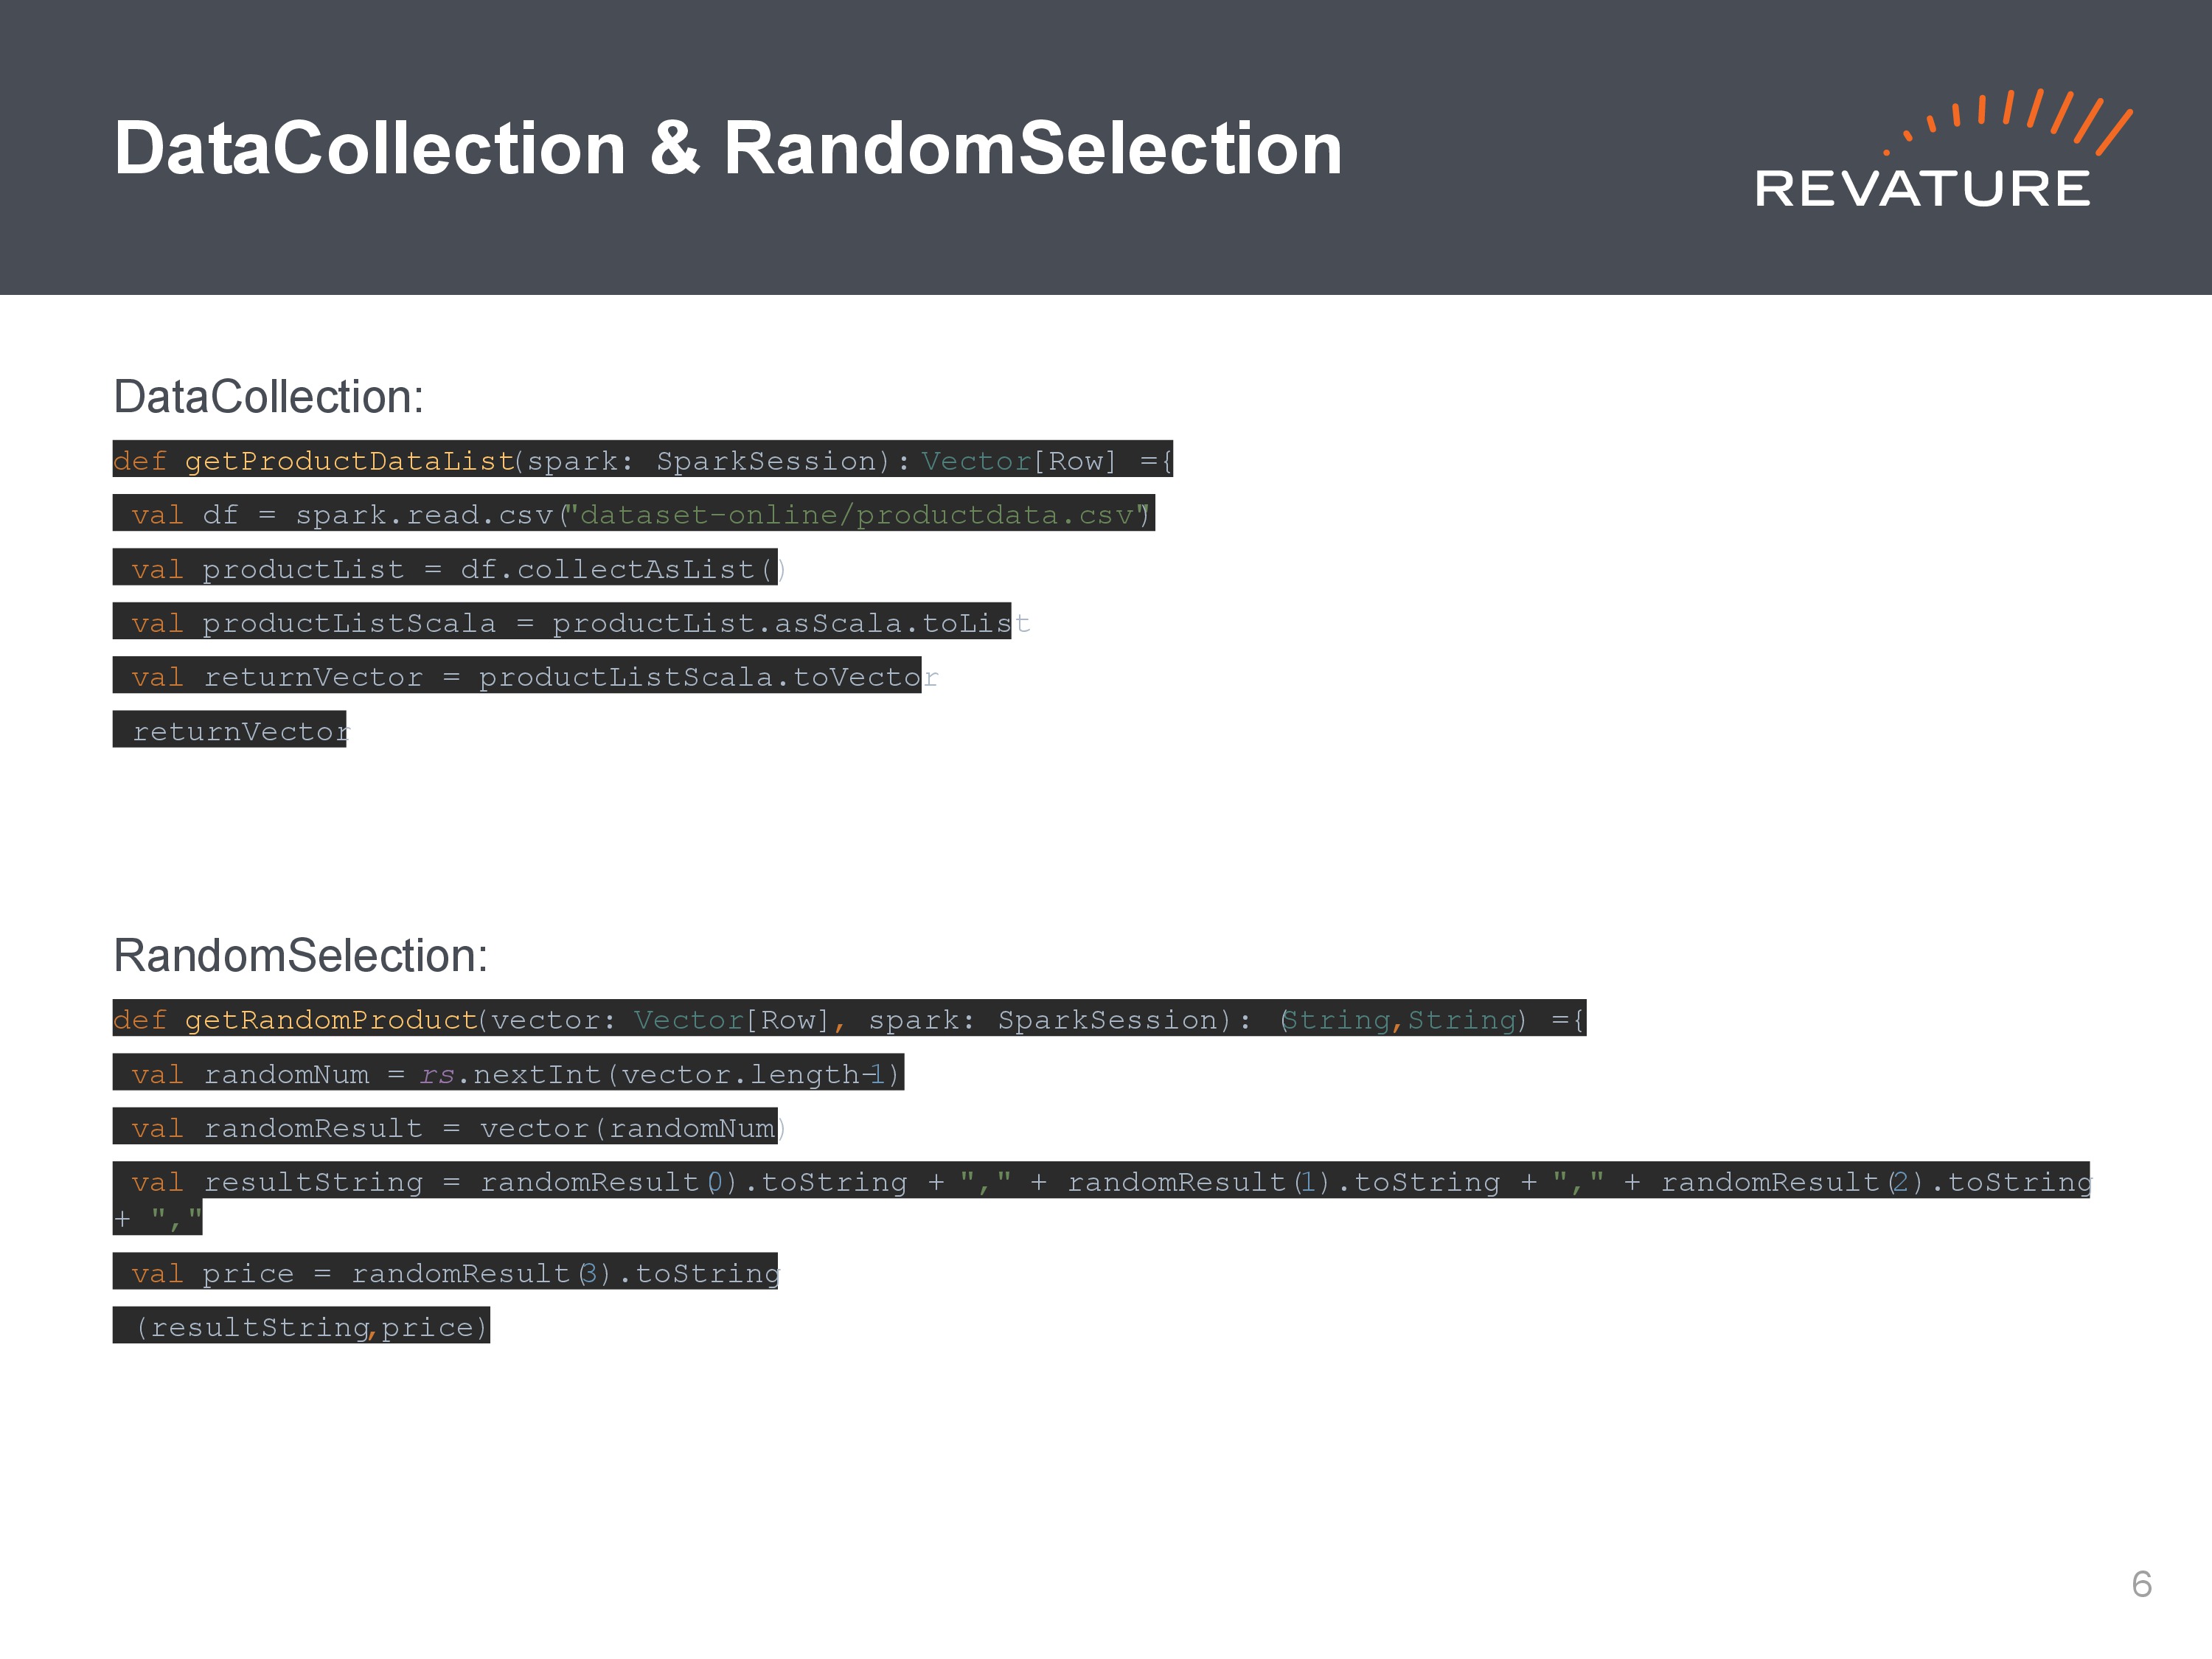 DataCollection & RandomSelection
REVATURE
DataCollection:
def getProductDataList(spark: SparkSession): Vector[Row] ={
val df = spark.read.csv("dataset-online/productdata.csv")
val productList = df.collectAsList()
val productListScala = productList.asScala.toList
val returnVector = productListScala.toVector
returnVector
RandomSelection:
def getRandomProduct(vector: Vector[Row], spark: SparkSession): (String,String) ={
val randomNum = rs.nextInt(vector.length-1)
val randomResult = vector(randomNum)
val resultString = randomResult(0).toString + "," + randomResult(1).toString + "," + randomResult(2).toString
+ ","
val price = randomResult(3).toString
(resultString,price)
6